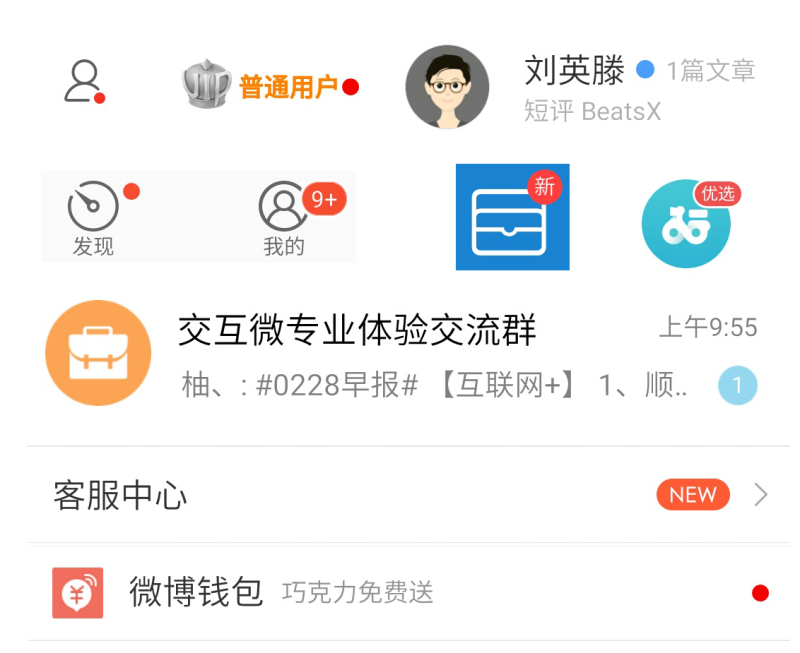 普通用户
刘英滕 1篇文章
短评 BeatsX
发现
9+
我的
新
优选
交互微专业体验交流群 上午9:55
柚、: #0228早报# 【互联网+】 1、顺.. 1
客服中心 NEW
微博钱包 巧克力免费送